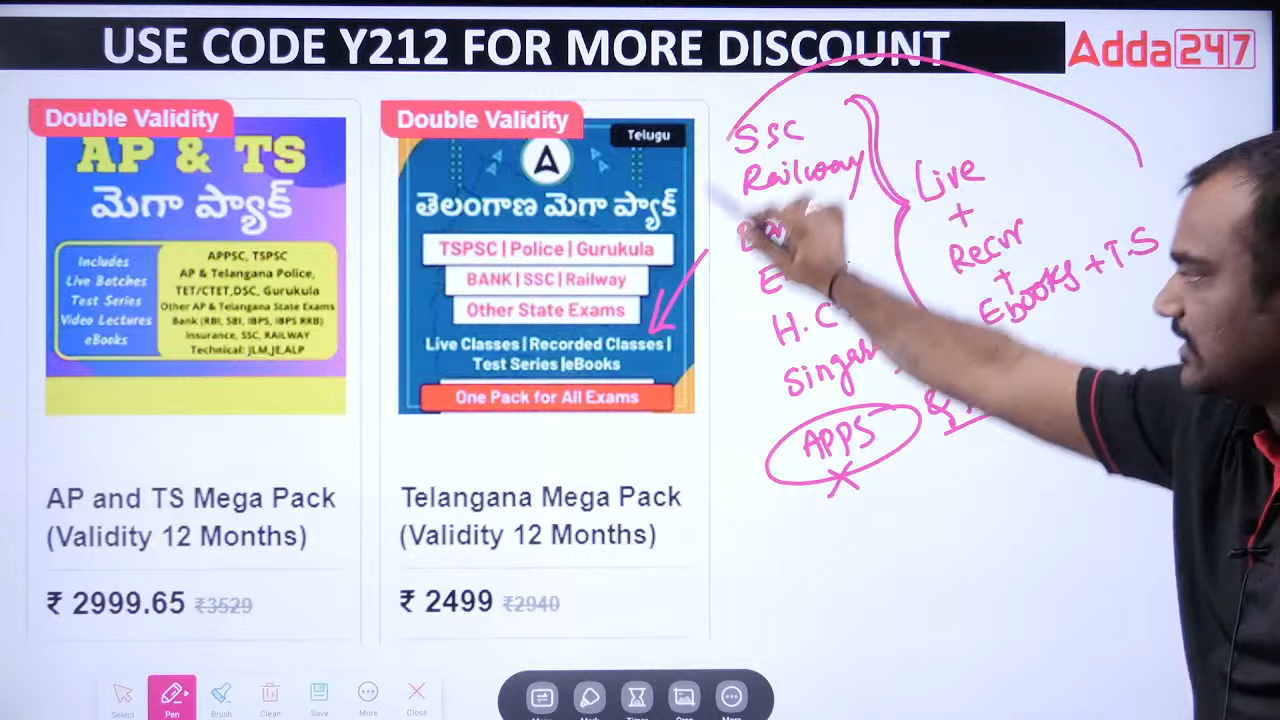 USE CODE Y212 FOR MORE DISCOUNT
Adda247
Double Validity
AP & TS
మెగా ప్యాక్
Includes
Live Batches
Test Series
Video Lectures
eBooks
APPSC, TSPSC
AP & Telangana Police,
TET/CTET,DSC, Gurukula
Other AP & Telangana State Exams
Bank (RBI, SBI, IBPS, IBPS RRB)
Insurance, SSC, RAILWAY
Technical: JLM,JE,ALP
AP and TS Mega Pack
(Validity 12 Months)
₹ 2999.65 ₹3529
Double Validity
Telugu
తెలంగాణ మెగా ప్యాక్
TSPSC | Police | Gurukula
BANK | SSC | Railway
Other State Exams
Live Classes | Recorded Classes |
Test Series |eBooks
One Pack for All Exams
Telangana Mega Pack
(Validity 12 Months)
₹ 2499 ₹2940
SSC
Railway
H.C
APPS
Live
+
+
Ebooks + T.S
Select
Pen
Brush
Clean
Save
More
Close
More